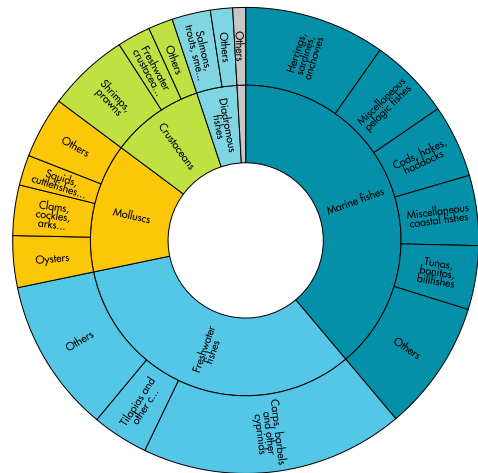 Herrings,
sardines,
anchovies
Miscellaneous
pelagic fishes
Cods, hakes,
haddocks
Miscellaneous
coastal fishes
Tunas,
bonitos,
billfishes
Others
Marine fishes
Carps, barbels
and other
cyprinids
Tilapias and
other c...
Others
Freshwater
fishes
Oysters
Clams,
cockles,
arks...
Squids,
cuttlefishes...
Others
Molluscs
Shrimps,
prawns
Freshwater
crustacea...
Others
Crustaceans
Salmons,
trouts, sme...
Others
Diadromous
fishes
Others